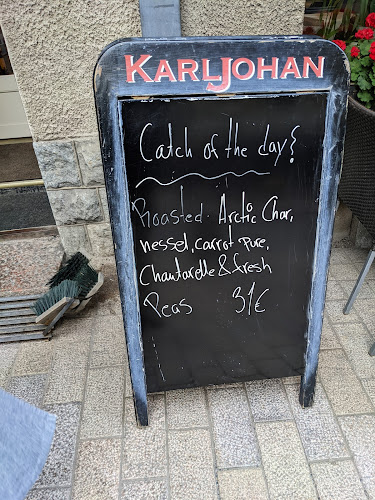 KARLJOHAN
Catch of the day!
Roasted Arctic Char,
nessel, carrot pure,
Chantarelle & fresh
Peas 31€